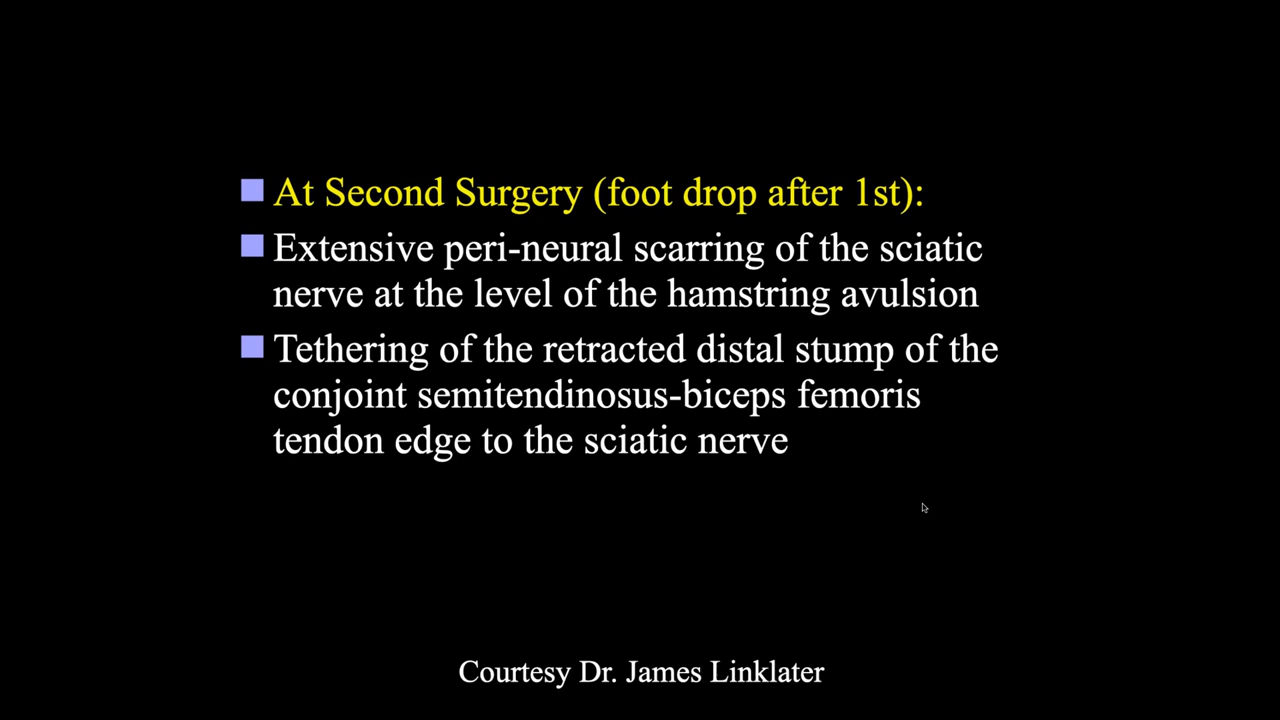 At Second Surgery (foot drop after 1st):
Extensive peri-neural scarring of the sciatic
nerve at the level of the hamstring avulsion
Tethering of the retracted distal stump of the
conjoint semitendinosus-biceps femoris
tendon edge to the sciatic nerve
Courtesy Dr. James Linklater